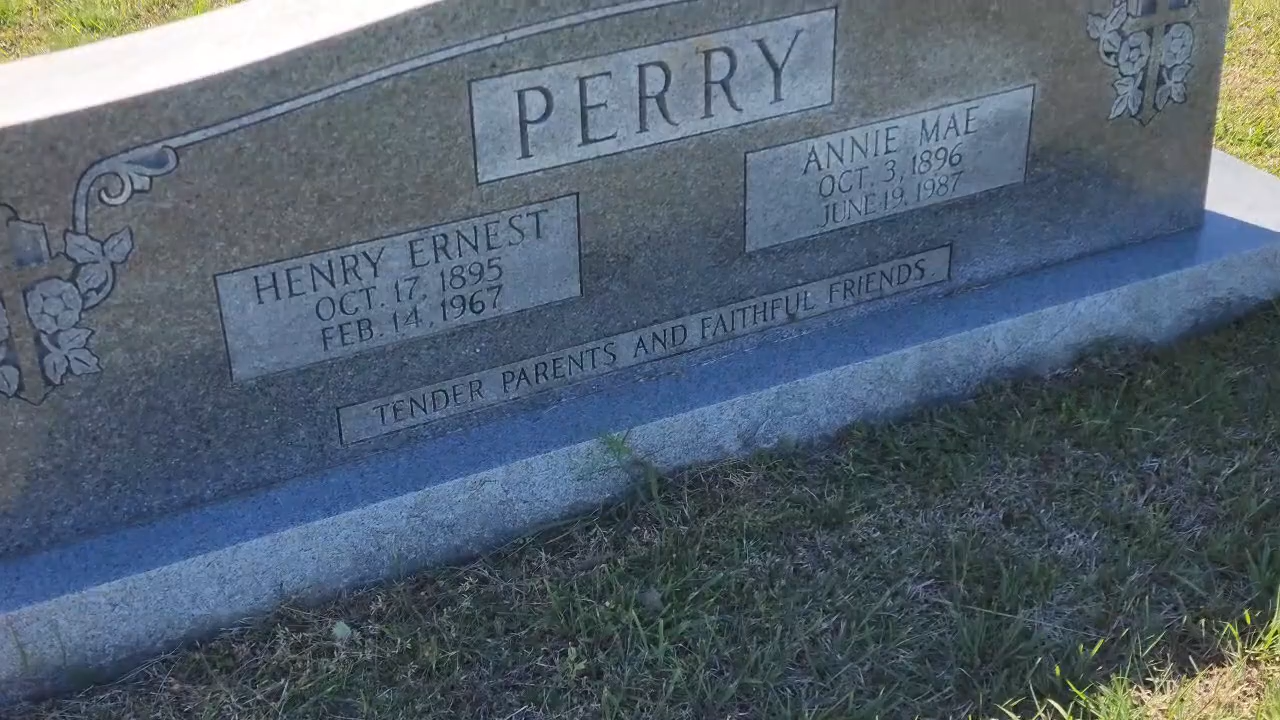 PERRY
HENRY ERNEST
OCT. 17, 1895
FEB. 14, 1967
ANNIE MAE
OCT. 3, 1896
JUNE 19, 1987
TENDER PARENTS AND FAITHFUL FRIENDS